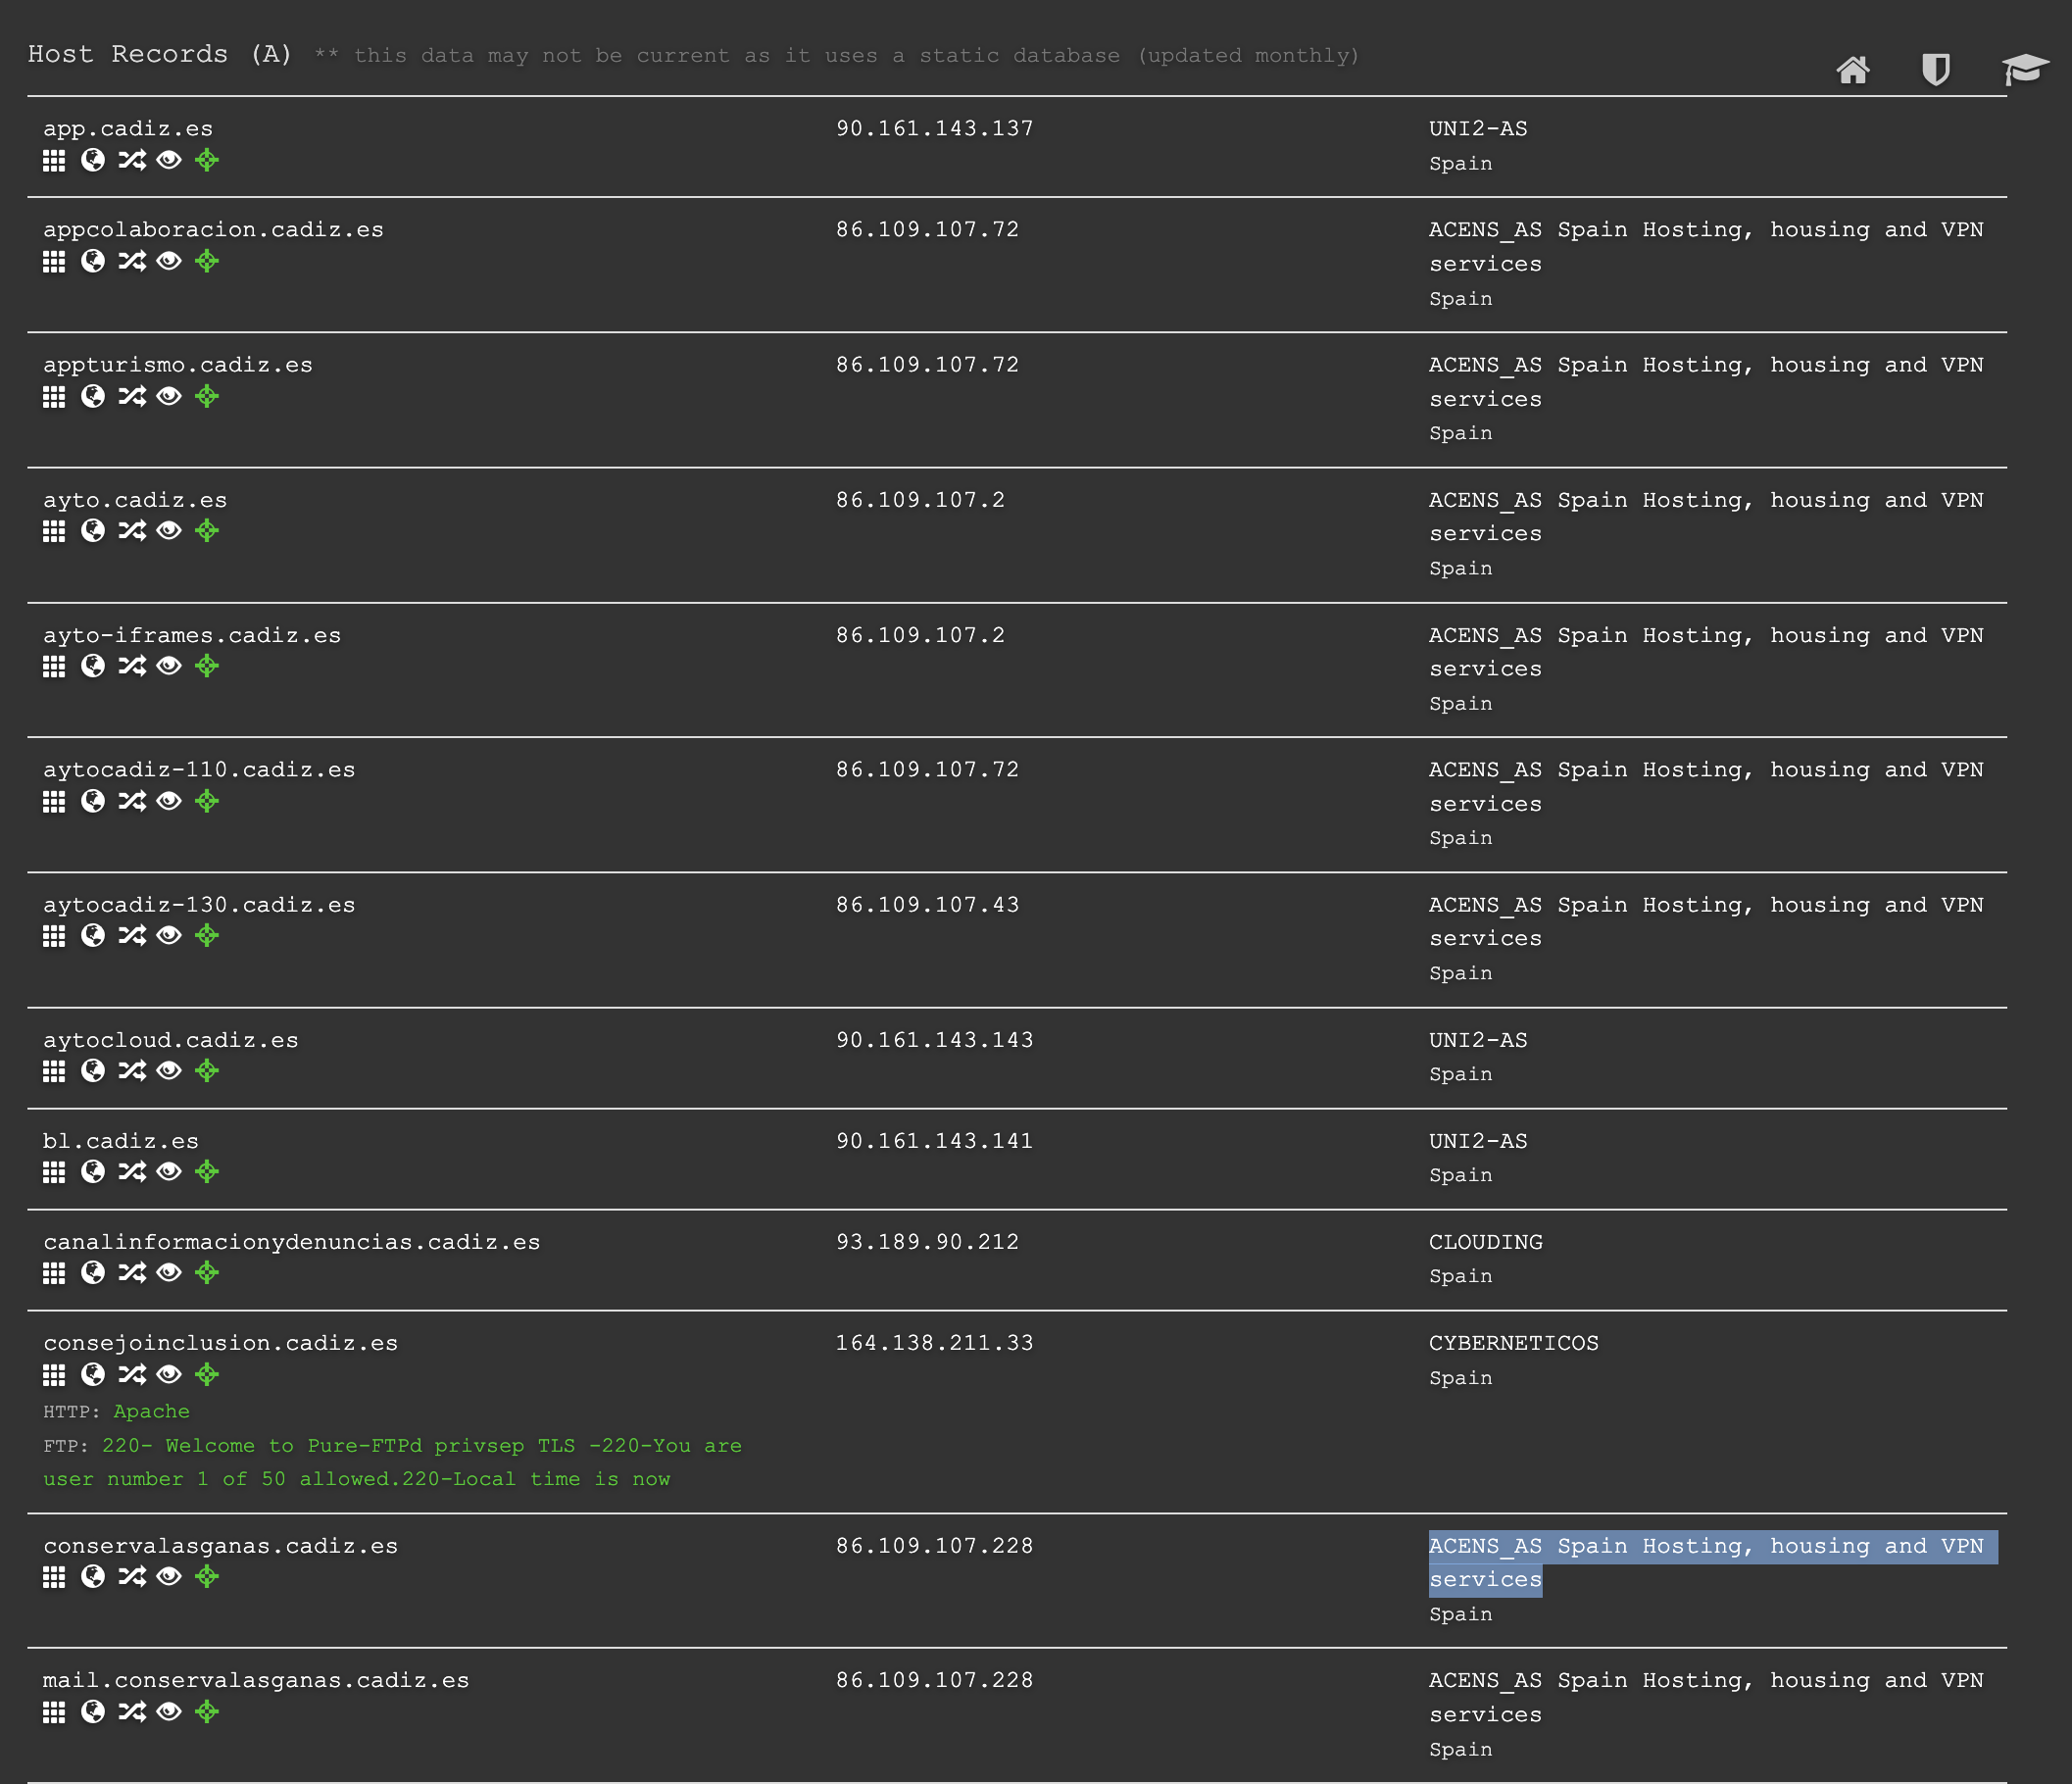 Host Records (A) ** this data may not be current as it uses a static database (updated monthly)
app.cadiz.es 90.161.143.137 UNI2-AS
Spain
appcolaboracion.cadiz.es 86.109.107.72 ACENS_AS Spain Hosting, housing and VPN
services
Spain
appturismo.cadiz.es 86.109.107.72 ACENS_AS Spain Hosting, housing and VPN
services
Spain
ayto.cadiz.es 86.109.107.2 ACENS_AS Spain Hosting, housing and VPN
services
Spain
ayto-iframes.cadiz.es 86.109.107.2 ACENS_AS Spain Hosting, housing and VPN
services
Spain
aytocadiz-110.cadiz.es 86.109.107.72 ACENS_AS Spain Hosting, housing and VPN
services
Spain
aytocadiz-130.cadiz.es 86.109.107.43 ACENS_AS Spain Hosting, housing and VPN
services
Spain
aytocloud.cadiz.es 90.161.143.143 UNI2-AS
Spain
bl.cadiz.es 90.161.143.141 UNI2-AS
Spain
canalinformacionydenuncias.cadiz.es 93.189.90.212 CLOUDING
Spain
consejoinclusion.cadiz.es 164.138.211.33 CYBERNETICOS
Spain
HTTP: Apache
FTP: 220- Welcome to Pure-FTPd privsep TLS -220-You are
user number 1 of 50 allowed.220-Local time is now
conservalasganas.cadiz.es 86.109.107.228 ACENS_AS Spain Hosting, housing and VPN
services
Spain
mail.conservalasganas.cadiz.es 86.109.107.228 ACENS_AS Spain Hosting, housing and VPN
services
Spain